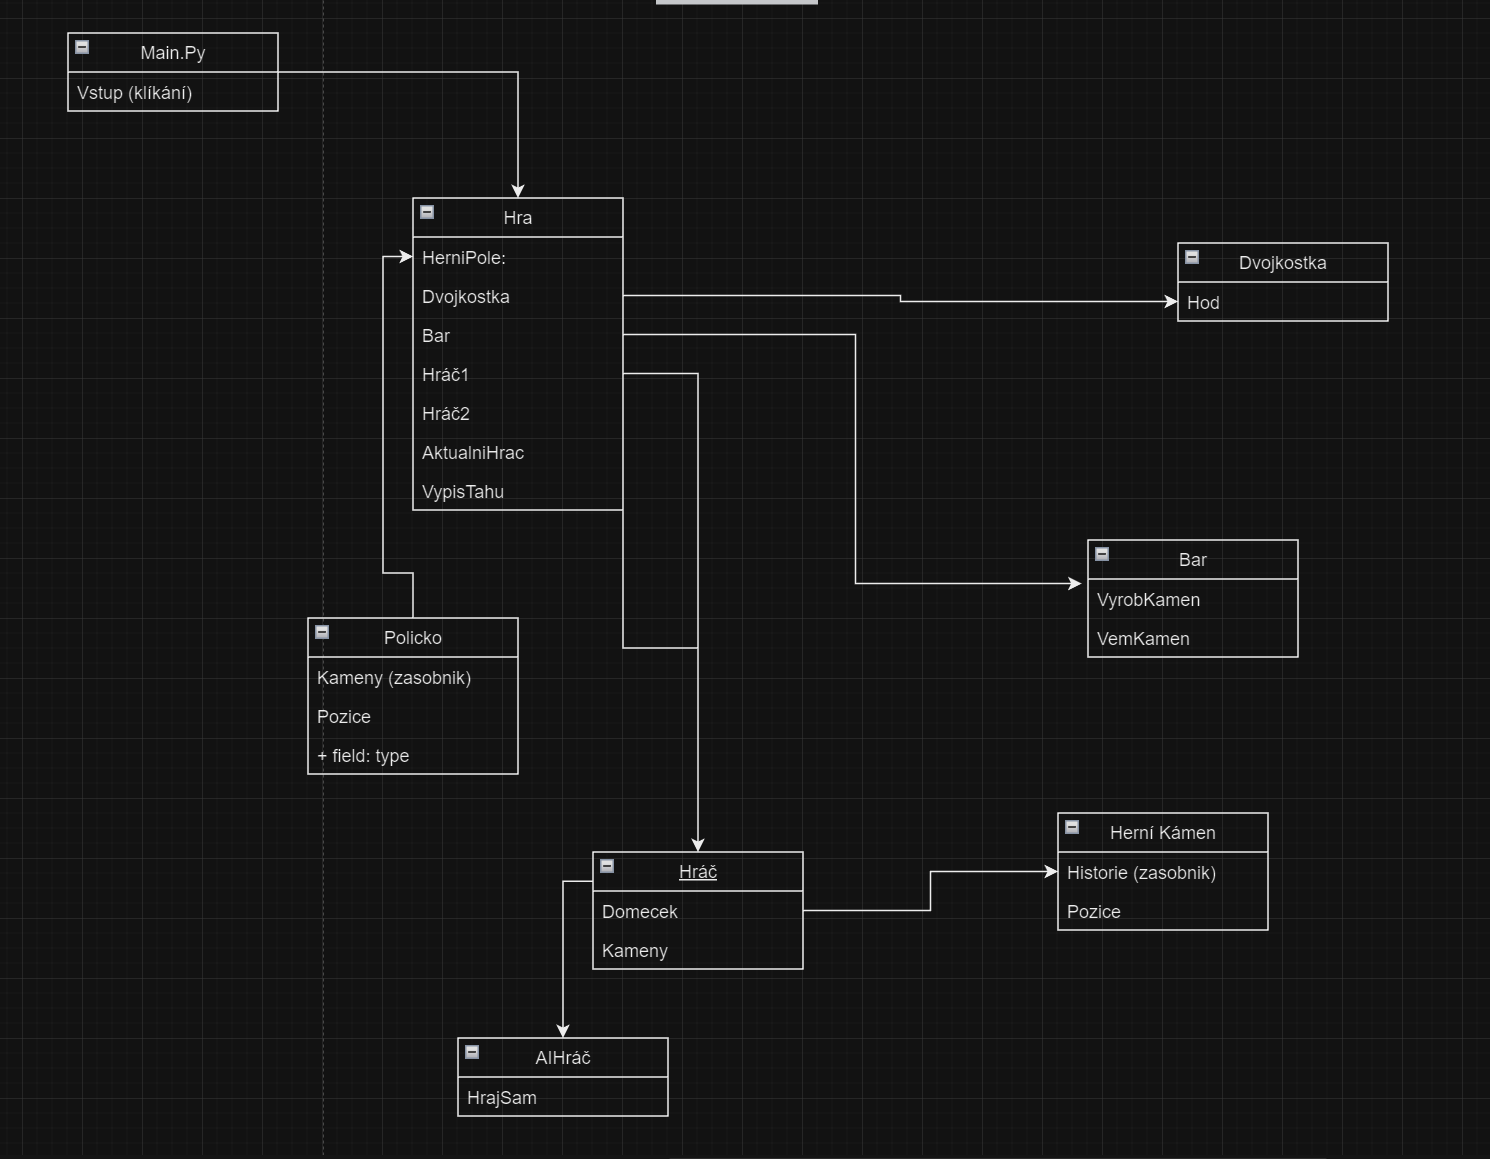 Main.Py
Vstup (klíkání)
Hra
HerniPole:
Dvojkostka
Bar
Hráč1
Hráč2
AktualniHrac
VypisTahu
Dvojkostka
Hod
Bar
VyrobKamen
VemKamen
Policko
Kameny (zasobnik)
Pozice
+ field: type
Hráč
Domecek
Kameny
Herní Kámen
Historie (zasobnik)
Pozice
AIHráč
HrajSam